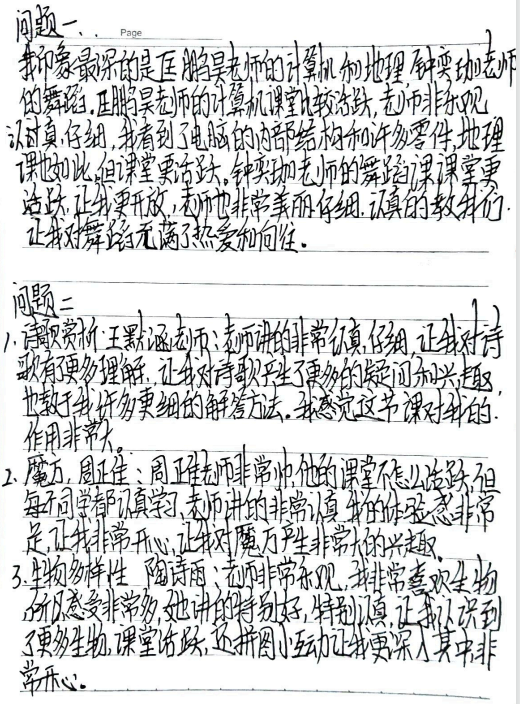 问题一、
Page
我印象最深的是匡鹏昊老师的计算机和地理 钟奕珈老师
的舞蹈.匡鹏昊老师的计算机课堂比较活跃,老师非常乐观
认真,仔细,我看到了电脑的内部结构和许多零件,地理
课也如此,但课堂更活跃.钟奕珈老师的舞蹈课课堂更
活跃,让我更开放,老师也非常美丽仔细.认真的教我们.
让我对舞蹈充满了热爱和向往。
问题二
1.诗歌赏析 王默涵老师:老师讲的非常认真,仔细,让我对诗
歌有了更多理解,让我对诗歌产生了更多的疑问和兴趣,
也教于我许多更细的解答方法.我感觉这节课对我的.
作用非常大。
2.魔方,周正佳:周正佳老师非常帅,他的课堂不怎么活跃,但
每个同学都认真学习,老师讲的非常认真 我的体验感非常
足,让我非常开心,让我对魔方产生非常大的兴趣.
3.生物多样性 陶诗雨:老师非常乐观,我非常喜欢生物
所以感受非常多,她讲的特别好,特别认真,让我认识到
了更多生物,课堂活跃,还拼图小互动让我更深入其中,非
常开心。